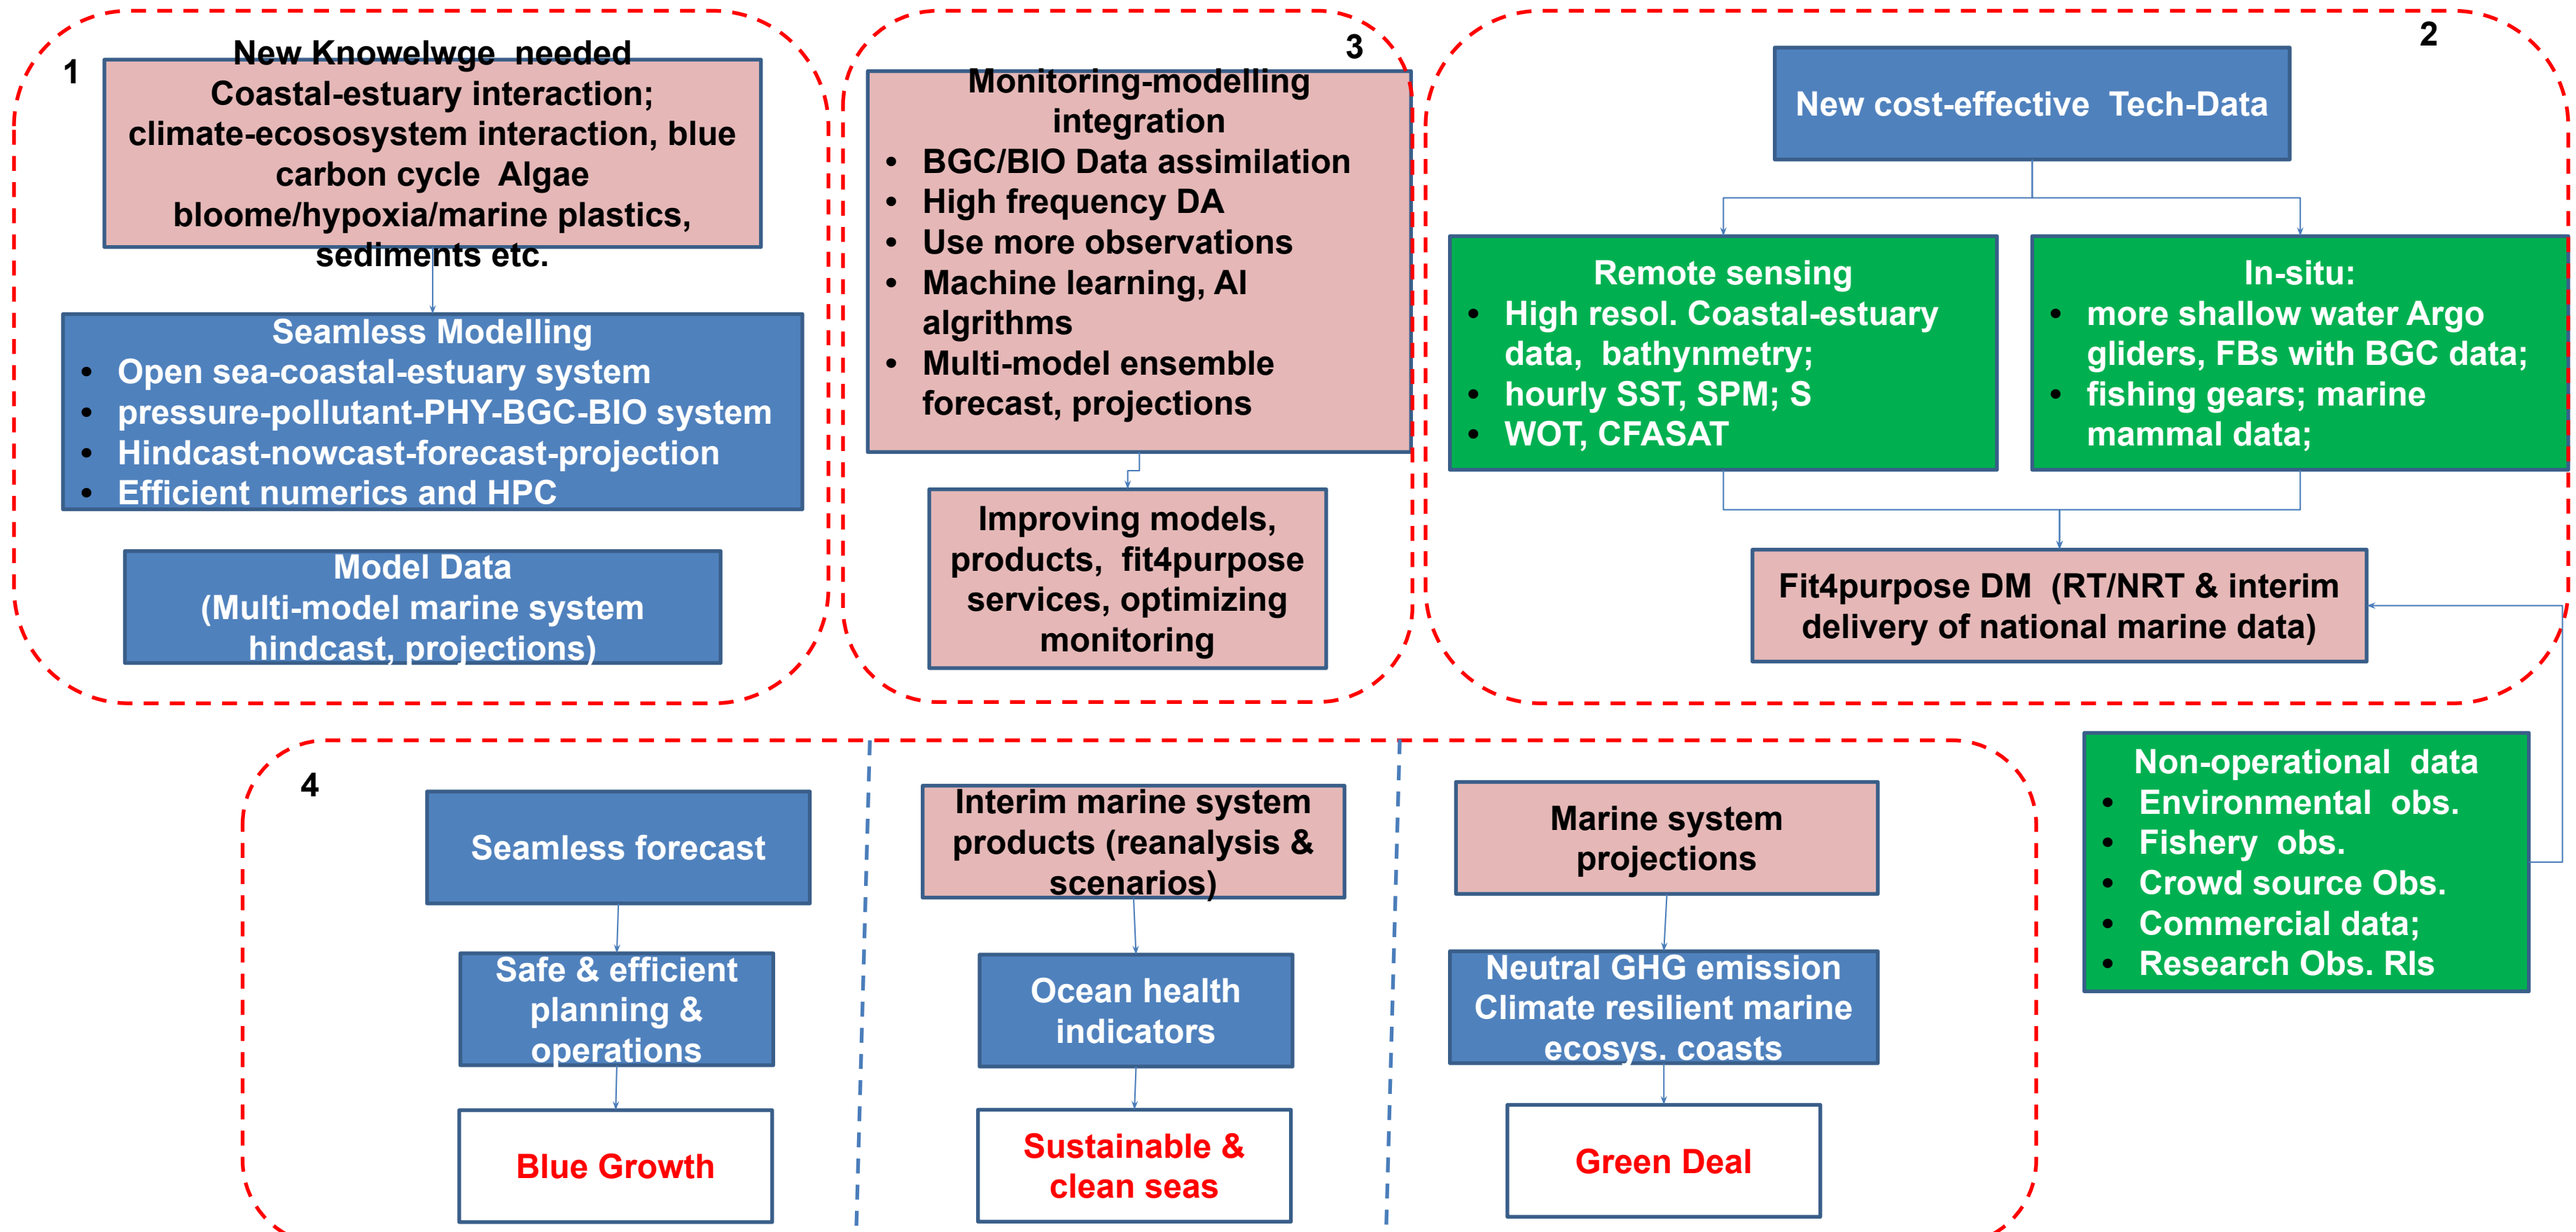 1
New Knowelwge needed
Coastal-estuary interaction;
climate-ecososystem interaction, blue
carbon cycle Algae
bloome/hypoxia/marine plastics,
sediments etc.
Seamless Modelling
• Open sea-coastal-estuary system
• pressure-pollutant-PHY-BGC-BIO system
• Hindcast-nowcast-forecast-projection
• Efficient numerics and HPC
Model Data
(Multi-model marine system
hindcast, projections)
3
Monitoring-modelling
integration
• BGC/BIO Data assimilation
• High frequency DA
• Use more observations
• Machine learning, AI
algrithms
• Multi-model ensemble
forecast, projections
Improving models,
products, fit4purpose
services, optimizing
monitoring
2
New cost-effective Tech-Data
Remote sensing
• High resol. Coastal-estuary
data, bathynmetry;
• hourly SST, SPM; S
• WOT, CFASAT
In-situ:
• more shallow water Argo
gliders, FBs with BGC data;
• fishing gears; marine
mammal data;
Fit4purpose DM (RT/NRT & interim
delivery of national marine data)
Non-operational data
• Environmental obs.
• Fishery obs.
• Crowd source Obs.
• Commercial data;
• Research Obs. RIs
4
Seamless forecast
Safe & efficient
planning &
operations
Blue Growth
Interim marine system
products (reanalysis &
scenarios)
Ocean health
indicators
Sustainable &
clean seas
Marine system
projections
Neutral GHG emission
Climate resilient marine
ecosys. coasts
Green Deal